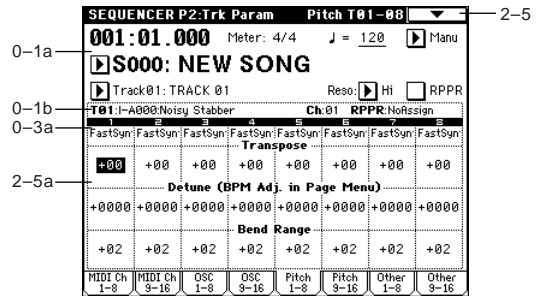 SEQUENCER P2:Trk Param Pitch T01-08
2–5
001:01.000 Meter: 4/4 ♩ = 120 Manu
0–1a
S000: NEW SONG
Track01: TRACK 01 Reso: Hi RPPR
0–1b
T01:I-A000:Noisy Stabber Ch:01 RPPR:NoAssign
0–3a
1 2 3 4 5 6 7 8
FastSyn FastSyn FastSyn FastSyn FastSyn FastSyn FastSyn FastSyn
Transpose
+00 +00 +00 +00 +00 +00 +00 +00
2–5a
Detune (BPM Adj. in Page Menu)
+0000 +0000 +0000 +0000 +0000 +0000 +0000 +0000
Bend Range
+02 +02 +02 +02 +02 +02 +02 +02
MIDI Ch 1-8 MIDI Ch 9-16 OSC 1-8 OSC 9-16 Pitch 1-8 Pitch 9-16 Other 1-8 Other 9-16